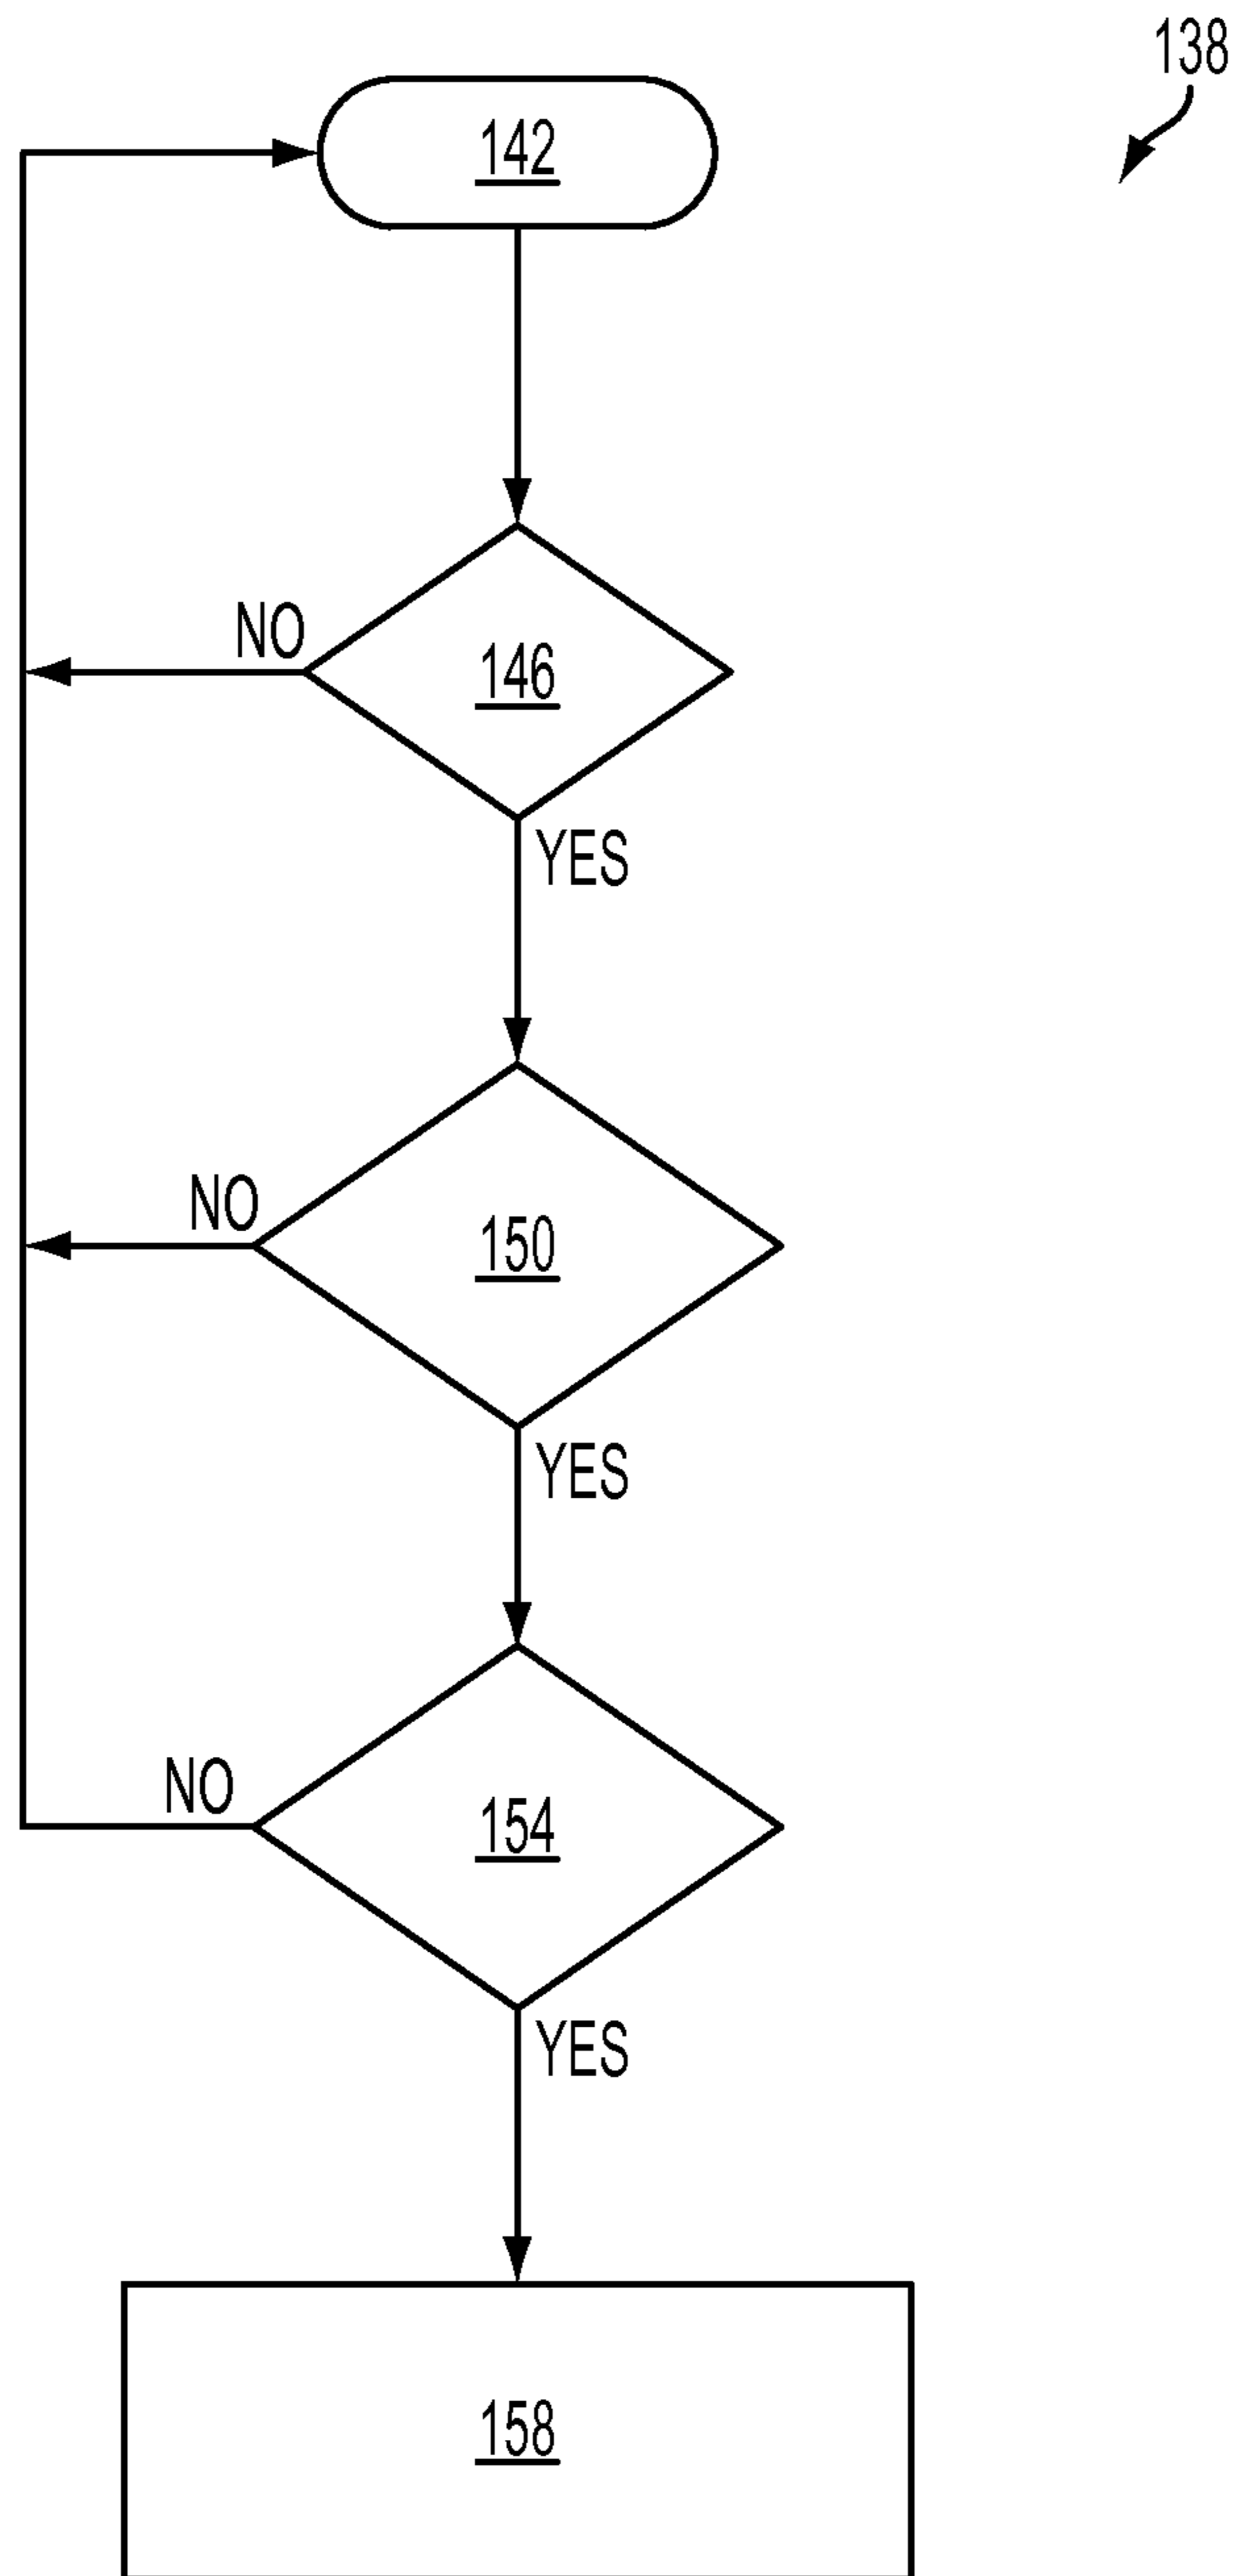 138
142
NO
146
YES
NO
150
YES
NO
154
YES
158